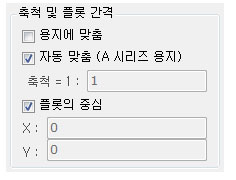 축척 및 플롯 간격
용지에 맞춤
자동 맞춤 (A 시리즈 용지)
축척 = 1 : 1
플롯의 중심
X : 0
Y : 0